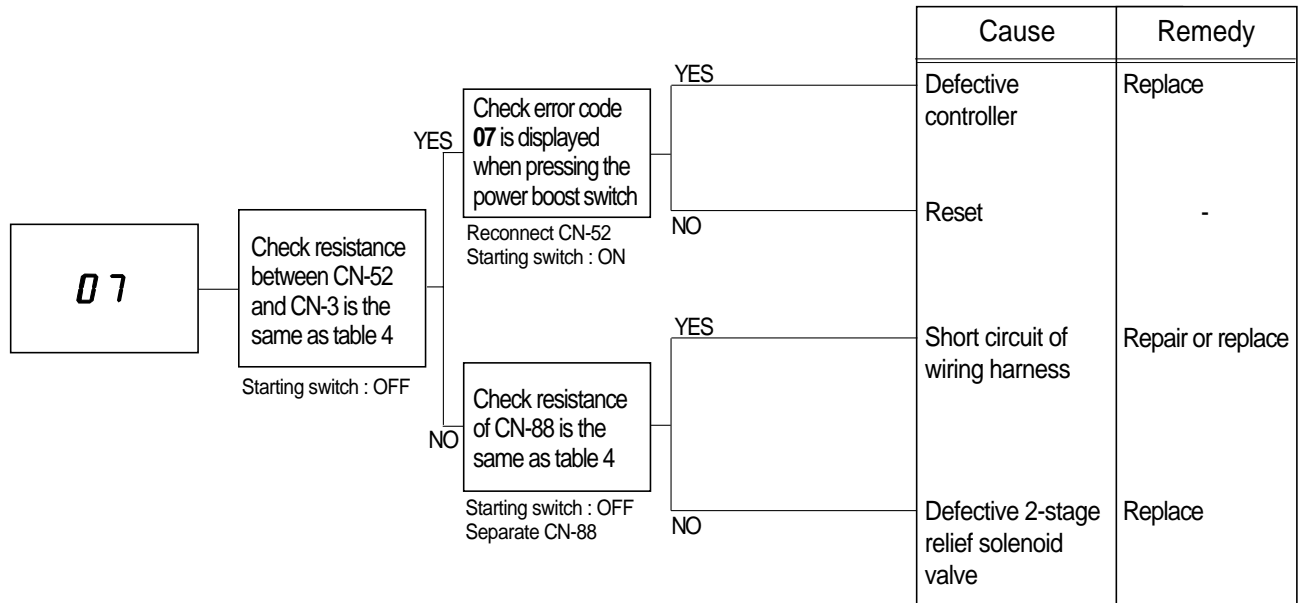 07
Check resistance
between CN-52
and CN-3 is the
same as table 4
Starting switch : OFF
YES
Check error code
07 is displayed
when pressing the
power boost switch
Reconnect CN-52
Starting switch : ON
NO
Check resistance
of CN-88 is the
same as table 4
Starting switch : OFF
Separate CN-88
YES
NO
YES
NO
Cause
Remedy
Defective
controller
Replace
Reset
-
Short circuit of
wiring harness
Repair or replace
Defective 2-stage
relief solenoid
valve
Replace